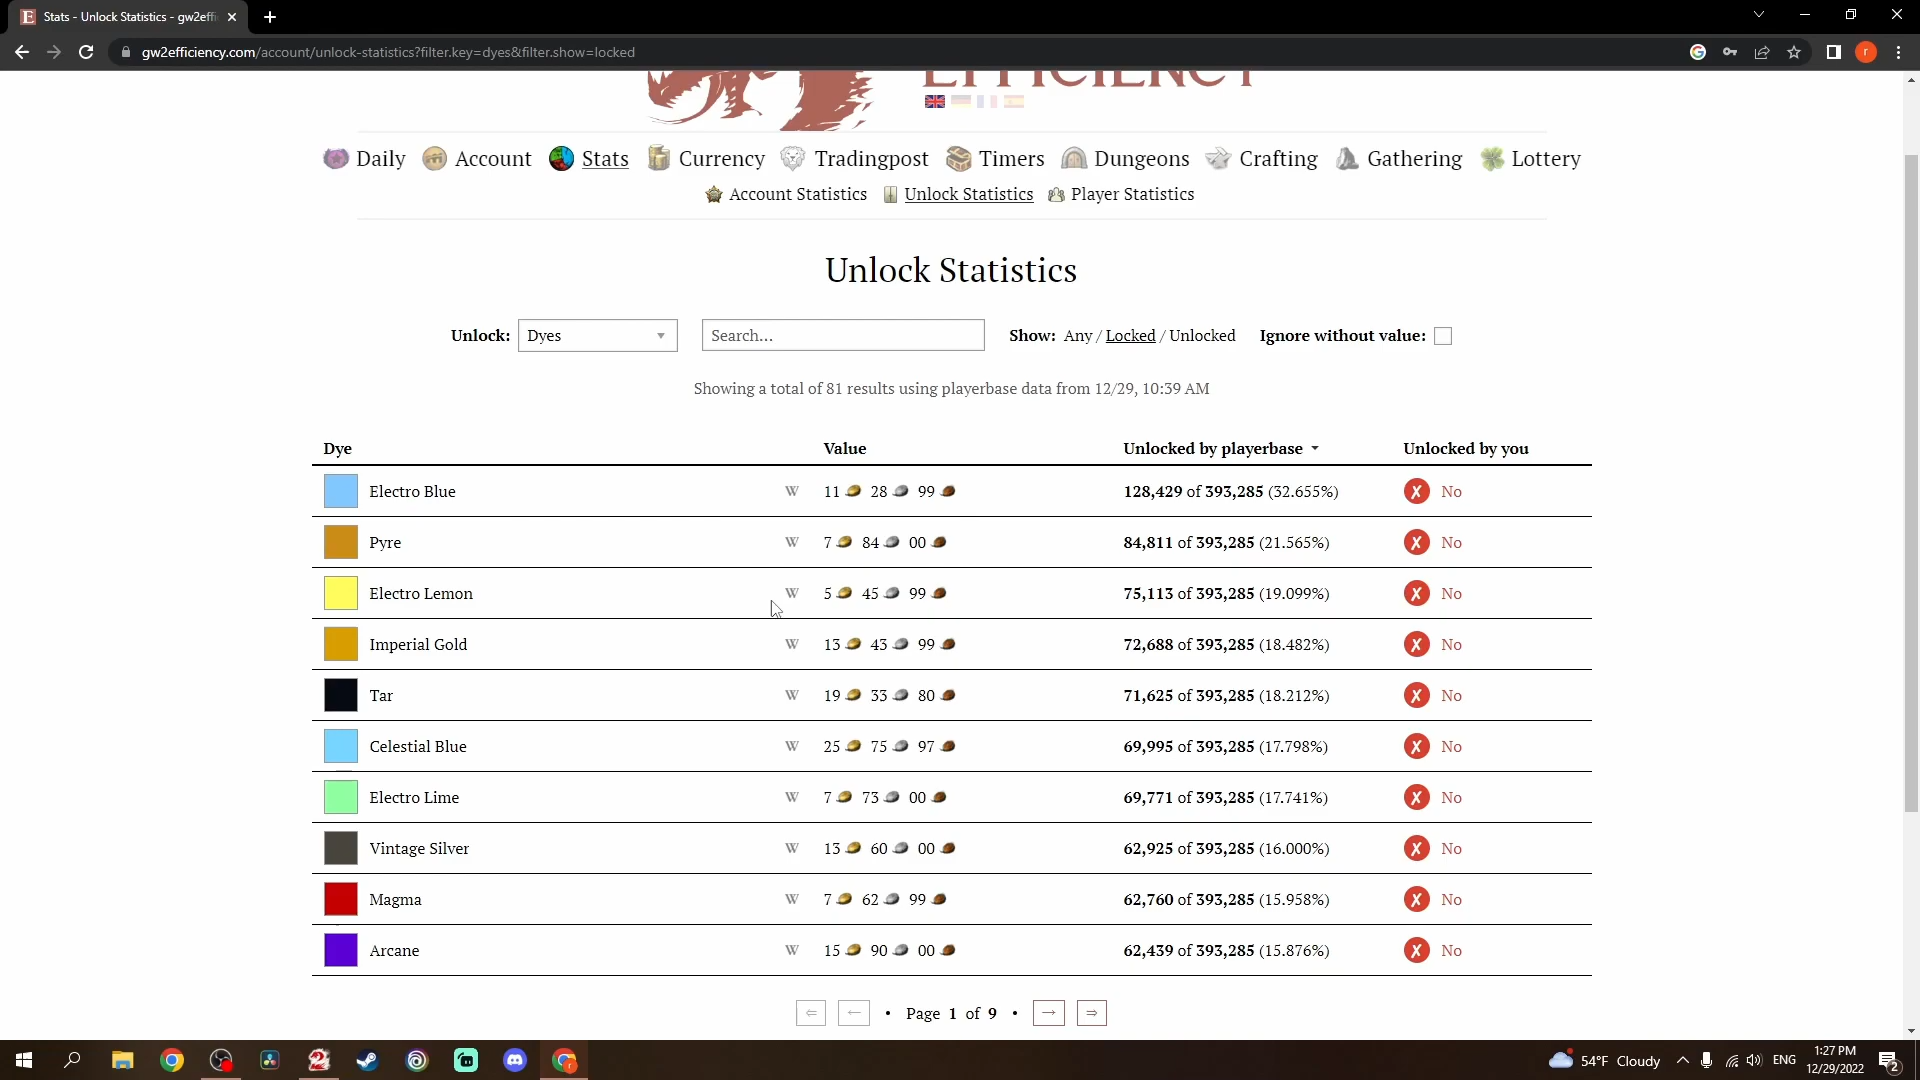 Stats - Unlock Statistics - gw2effi
gw2efficiency.com/account/unlock-statistics?filter.key=dyes&filter.show=locked
r
EFFICIENCY
Daily Account Stats Currency Tradingpost Timers Dungeons Crafting Gathering Lottery
Account Statistics Unlock Statistics Player Statistics
Unlock Statistics
Unlock: Dyes Search... Show: Any / Locked / Unlocked Ignore without value:
Showing a total of 81 results using playerbase data from 12/29, 10:39 AM
Dye Value Unlocked by playerbase Unlocked by you
Electro Blue W 11 28 99 128,429 of 393,285 (32.655%) No
Pyre W 7 84 00 84,811 of 393,285 (21.565%) No
Electro Lemon W 5 45 99 75,113 of 393,285 (19.099%) No
Imperial Gold W 13 43 99 72,688 of 393,285 (18.482%) No
Tar W 19 33 80 71,625 of 393,285 (18.212%) No
Celestial Blue W 25 75 97 69,995 of 393,285 (17.798%) No
Electro Lime W 7 73 00 69,771 of 393,285 (17.741%) No
Vintage Silver W 13 60 00 62,925 of 393,285 (16.000%) No
Magma W 7 62 99 62,760 of 393,285 (15.958%) No
Arcane W 15 90 00 62,439 of 393,285 (15.876%) No
⇐ ← • Page 1 of 9 • → ⇒
54°F Cloudy ENG 1:27 PM
12/29/2022 2